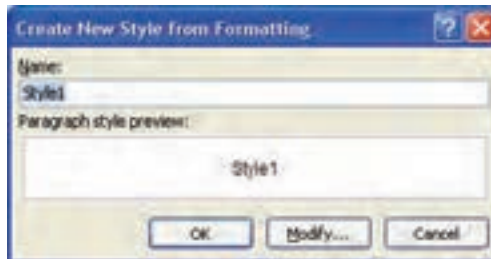 Create New Style from Formatting
Name:
Style1
Paragraph style preview:
Style1
OK Modify... Cancel